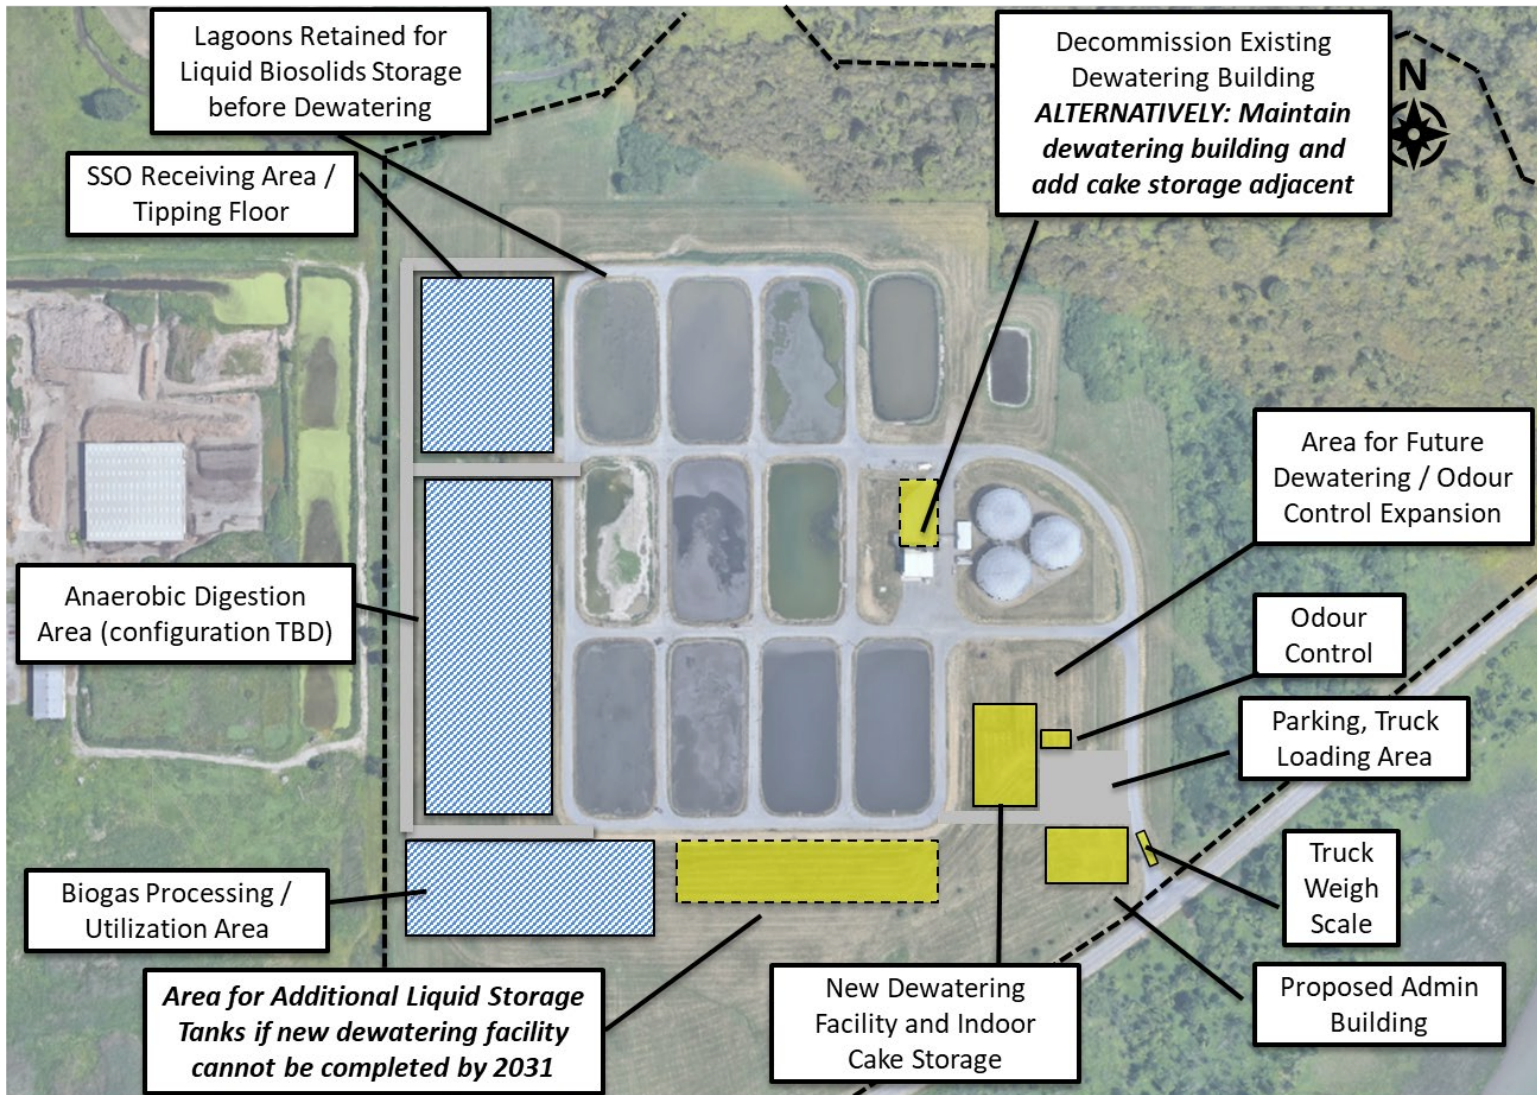 Lagoons Retained for
Liquid Biosolids Storage
before Dewatering
Decommission Existing
Dewatering Building
ALTERNATIVELY: Maintain
dewatering building and
add cake storage adjacent
N
SSO Receiving Area /
Tipping Floor
Area for Future
Dewatering / Odour
Control Expansion
Anaerobic Digestion
Area (configuration TBD)
Odour
Control
Parking, Truck
Loading Area
Truck
Weigh
Scale
Biogas Processing /
Utilization Area
Area for Additional Liquid Storage
Tanks if new dewatering facility
cannot be completed by 2031
New Dewatering
Facility and Indoor
Cake Storage
Proposed Admin
Building